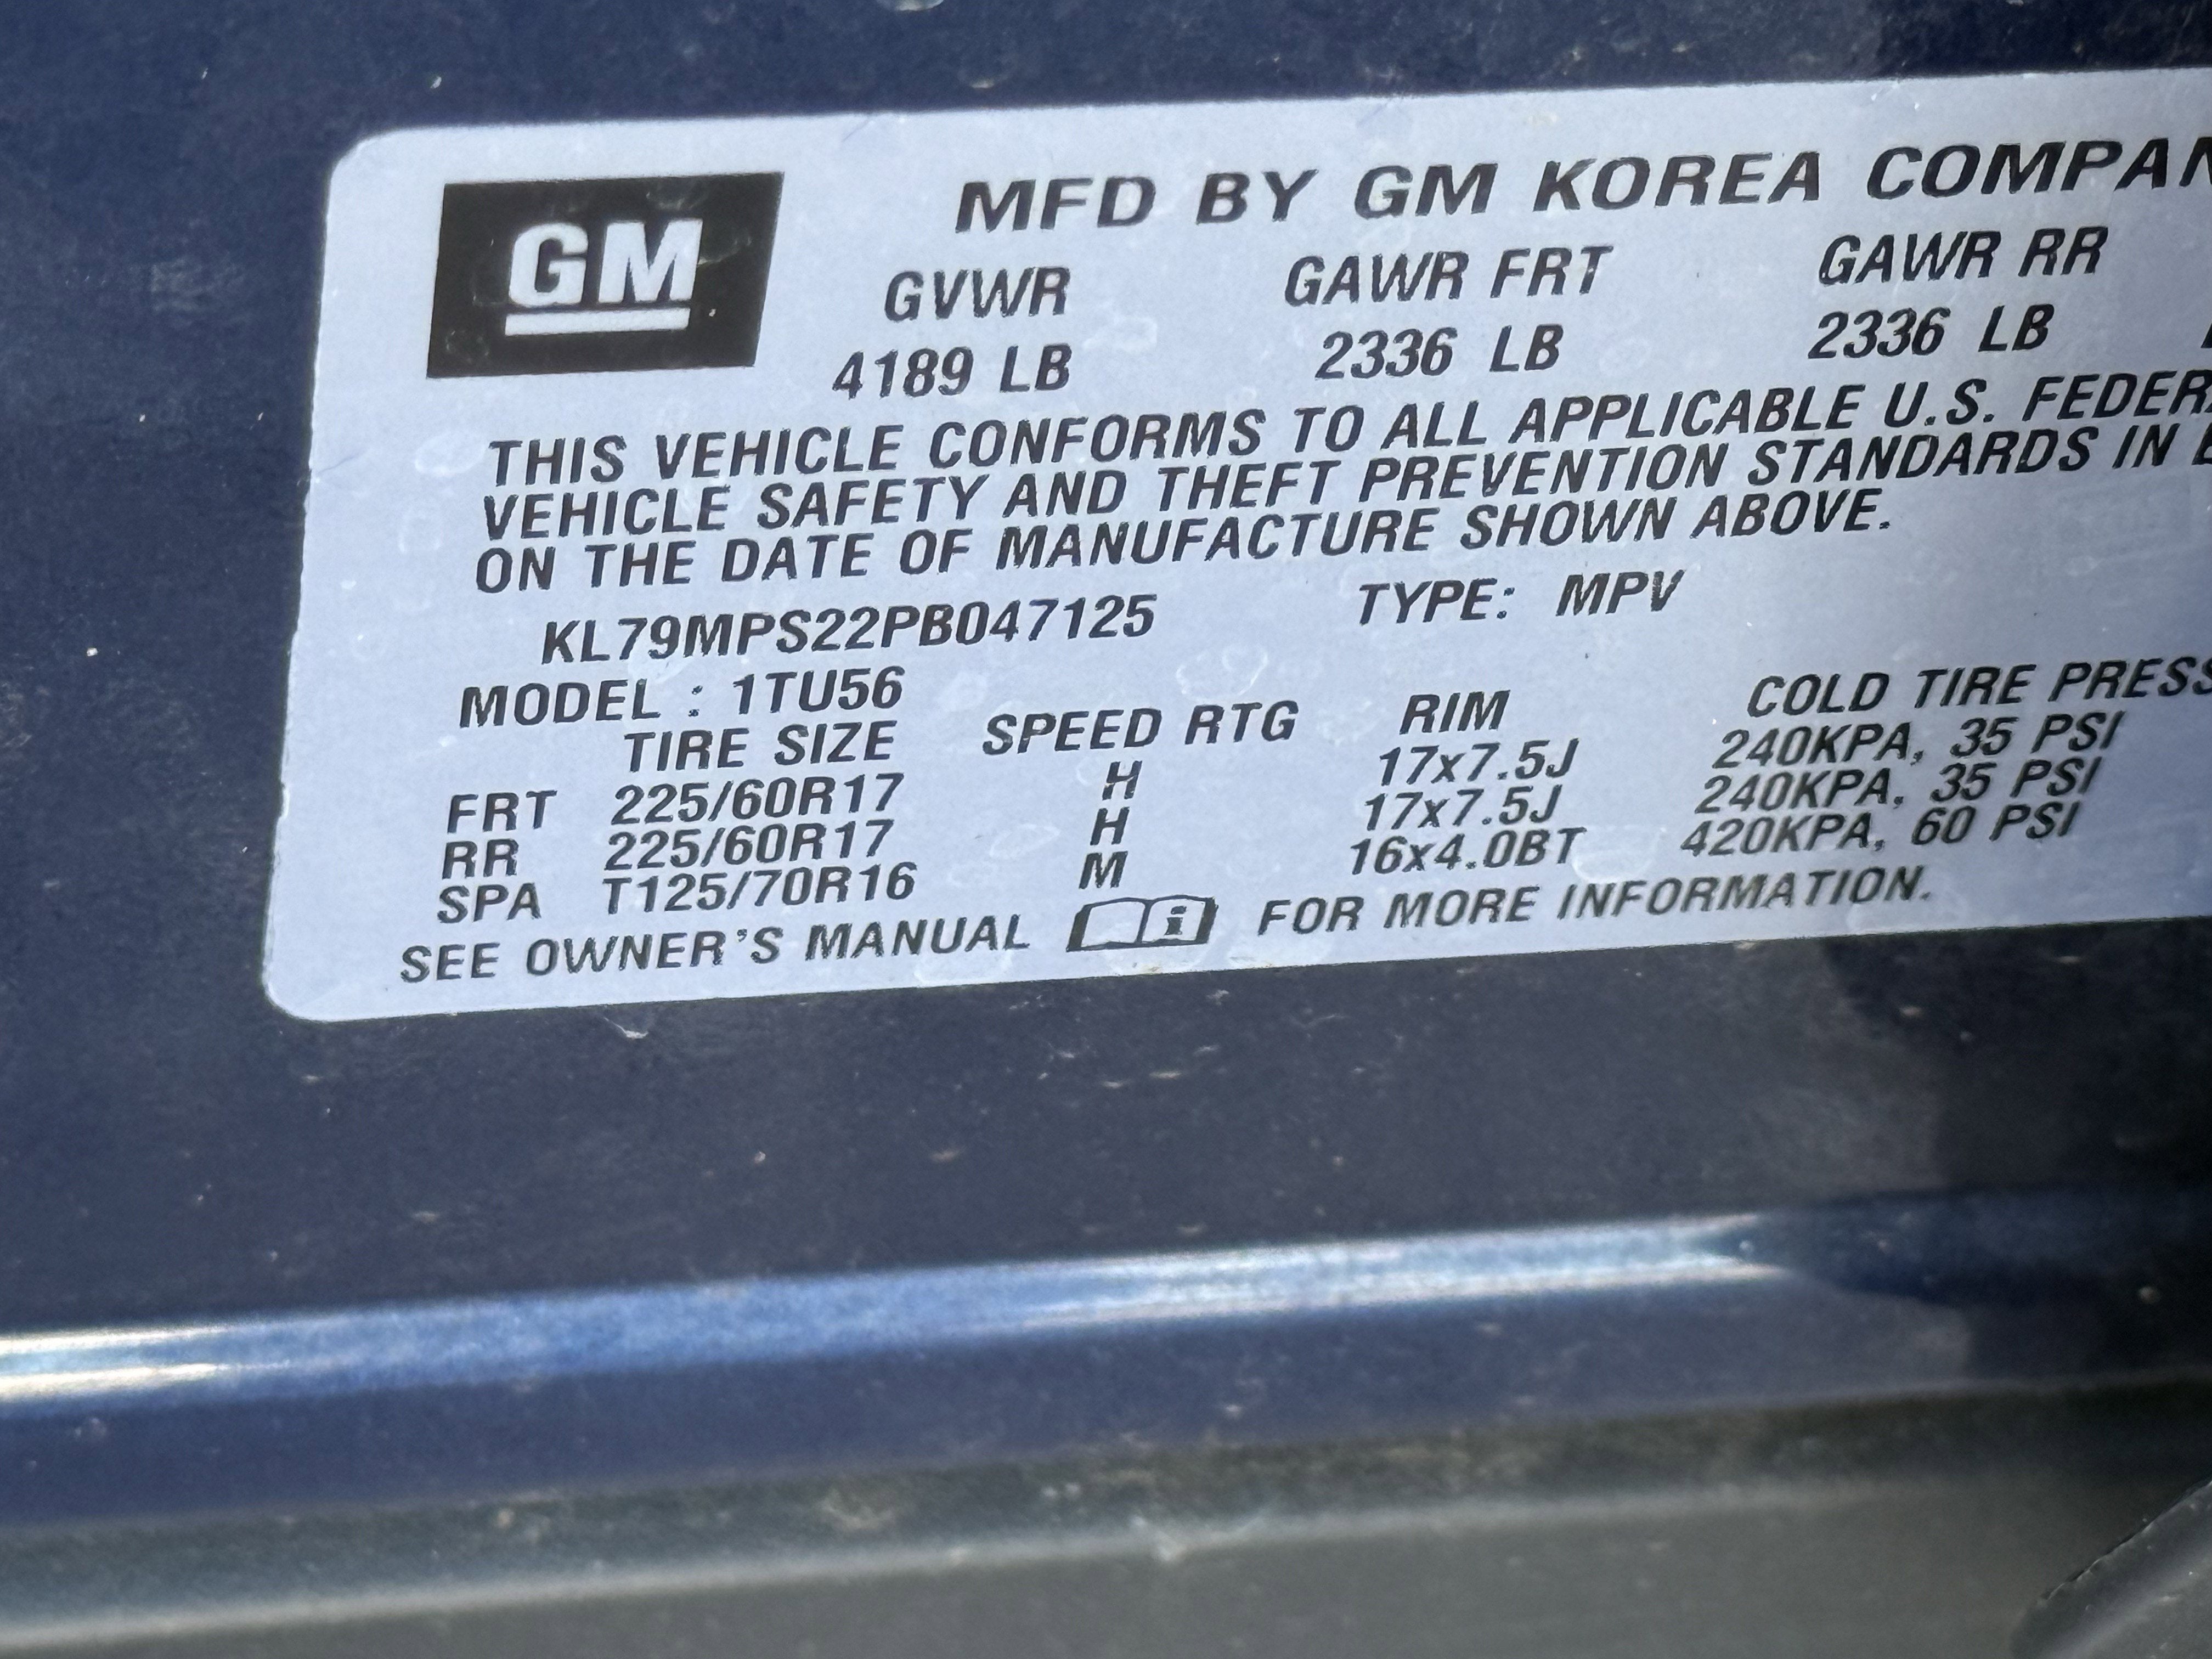 GM
MFD BY GM KOREA
GVWR GAWR FRT GAWR RR
4189 LB 2336 LB 2336 LB
THIS VEHICLE CONFORMS TO ALL APPLICABLE U.S.
VEHICLE SAFETY AND THEFT PREVENTION STANDARDS IN
ON THE DATE OF MANUFACTURE SHOWN ABOVE.
KL79MPS22PB047125 TYPE: MPV
MODEL : 1TU56
TIRE SIZE SPEED RTG RIM COLD TIRE
FRT 225/60R17 H 17x7.5J 240KPA, 35 PSI
RR 225/60R17 H 17x7.5J 240KPA, 35 PSI
SPA T125/70R16 M 16x4.0BT 420KPA, 60 PSI
SEE OWNER'S MANUAL i FOR MORE INFORMATION.